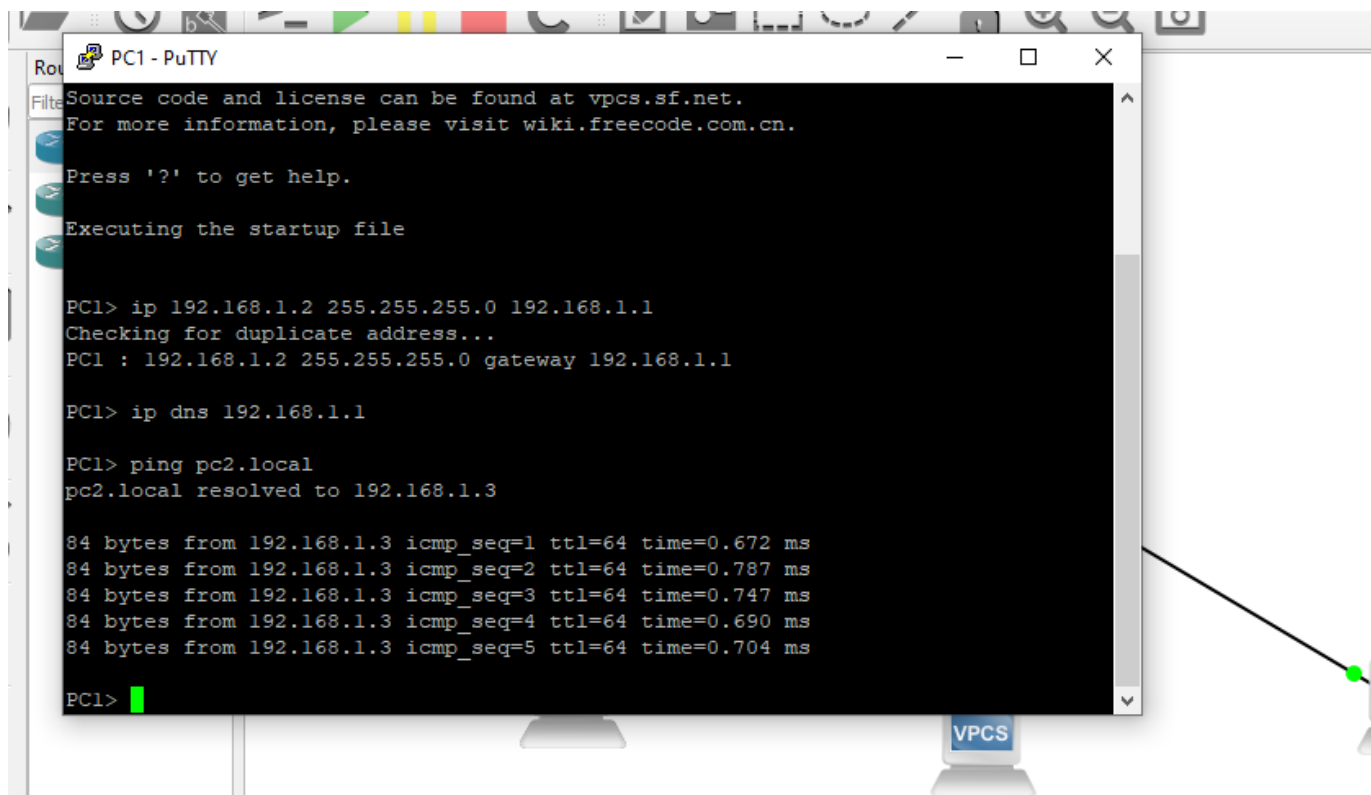 PC1 - PuTTY
Rou
Filte
Source code and license can be found at vpcs.sf.net.
For more information, please visit wiki.freecode.com.cn.
Press '?' to get help.
Executing the startup file
PC1> ip 192.168.1.2 255.255.255.0 192.168.1.1
Checking for duplicate address...
PC1 : 192.168.1.2 255.255.255.0 gateway 192.168.1.1
PC1> ip dns 192.168.1.1
PC1> ping pc2.local
pc2.local resolved to 192.168.1.3
84 bytes from 192.168.1.3 icmp_seq=1 ttl=64 time=0.672 ms
84 bytes from 192.168.1.3 icmp_seq=2 ttl=64 time=0.787 ms
84 bytes from 192.168.1.3 icmp_seq=3 ttl=64 time=0.747 ms
84 bytes from 192.168.1.3 icmp_seq=4 ttl=64 time=0.690 ms
84 bytes from 192.168.1.3 icmp_seq=5 ttl=64 time=0.704 ms
PC1>
VPCS